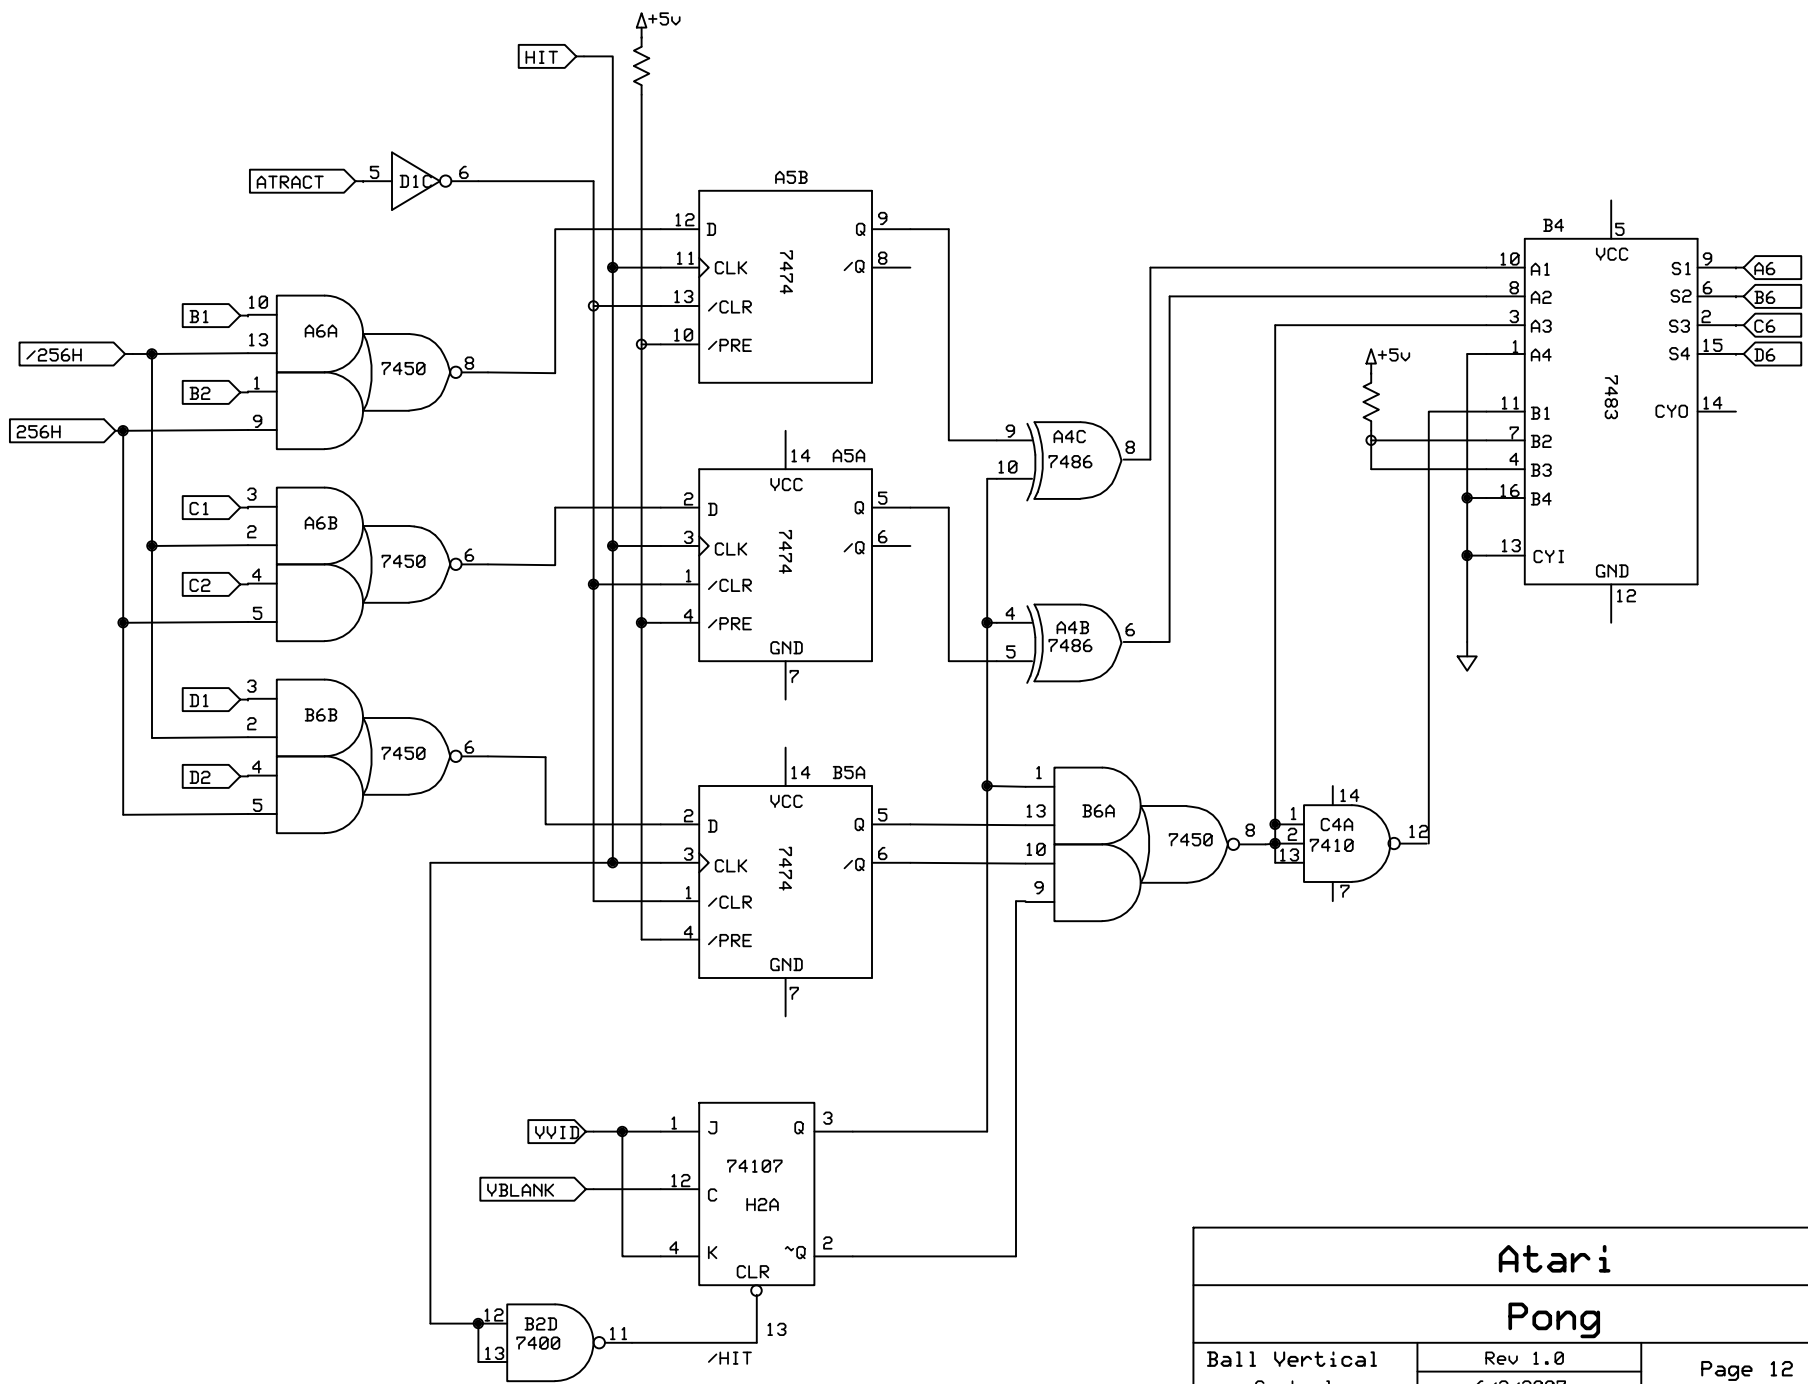 +5v
HIT
ATRACT 5 D1C 6
A5B
12 D Q 9
11 CLK /Q 8
7474
13 /CLR
10 /PRE
B1 10
A6A
/256H 13
7450 8
B2 1
256H 9
14 A5A
VCC
2 D Q 5
3 CLK /Q 6
7474
1 /CLR
4 /PRE
GND
7
C1 3
A6B
2
7450 6
C2 4
5
D1 3
B6B
2
7450 6
D2 4
5
14 B5A
VCC
2 D Q 5
3 CLK /Q 6
7474
1 /CLR
4 /PRE
GND
7
9 A4C
10 7486 8
4 A4B 6
5 7486
1
13 B6A
10 7450 8
9
14
1 C4A
2 7410 12
13
7
B4 5
VCC
10 A1 S1 9 A6
8 A2 S2 6 B6
3 A3 S3 2 C6
1 A4 S4 15 D6
+5v
7483
11 B1 CYO 14
7 B2
4 B3
16 B4
13 CYI
GND
12
VVID 1 J Q 3
74107
VBLANK 12 C
H2A
4 K ~Q 2
CLR
13
12 B2D 11
13 7400
/HIT
Atari
Pong
Ball Vertical
Rev 1.0
Page 12